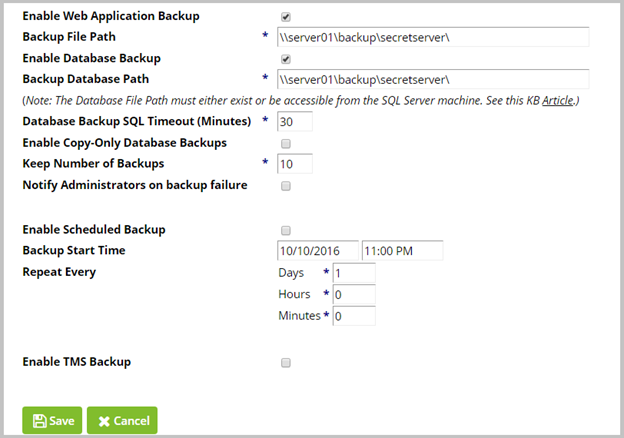 Enable Web Application Backup
Backup File Path * \\server01\backup\secretserver\
Enable Database Backup
Backup Database Path * \\server01\backup\secretserver\
(Note: The Database File Path must either exist or be accessible from the SQL Server machine. See this KB Article.)
Database Backup SQL Timeout (Minutes) * 30
Enable Copy-Only Database Backups
Keep Number of Backups * 10
Notify Administrators on backup failure
Enable Scheduled Backup
Backup Start Time 10/10/2016 11:00 PM
Repeat Every Days * 1
Hours * 0
Minutes * 0
Enable TMS Backup
Save Cancel